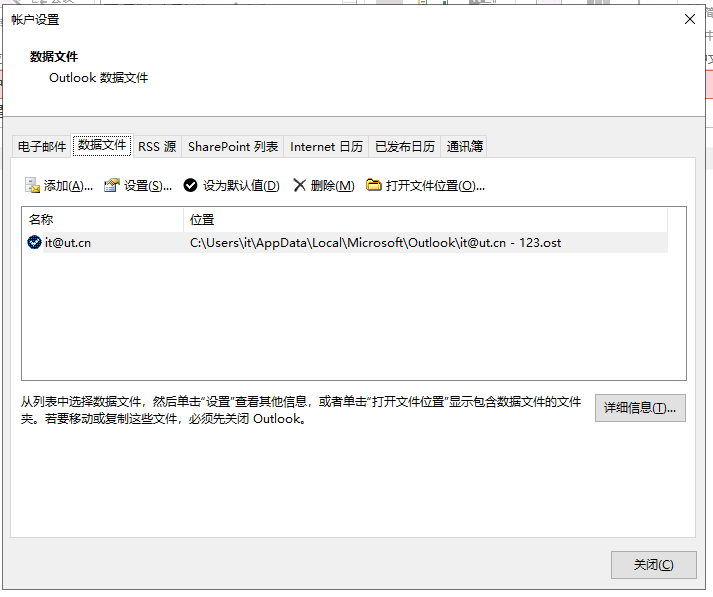 帐户设置
数据文件
Outlook 数据文件
电子邮件 数据文件 RSS 源 SharePoint 列表 Internet 日历 已发布日历 通讯簿
添加(A)... 设置(S)... 设为默认值(D) 删除(M) 打开文件位置(O)...
名称 位置
it@ut.cn C:\Users\it\AppData\Local\Microsoft\Outlook\it@ut.cn - 123.ost
从列表中选择数据文件，然后单击“设置”查看其他信息，或者单击“打开文件位置”显示包含数据文件的文件
夹。若要移动或复制这些文件，必须先关闭 Outlook。
详细信息(T)...
关闭(C)